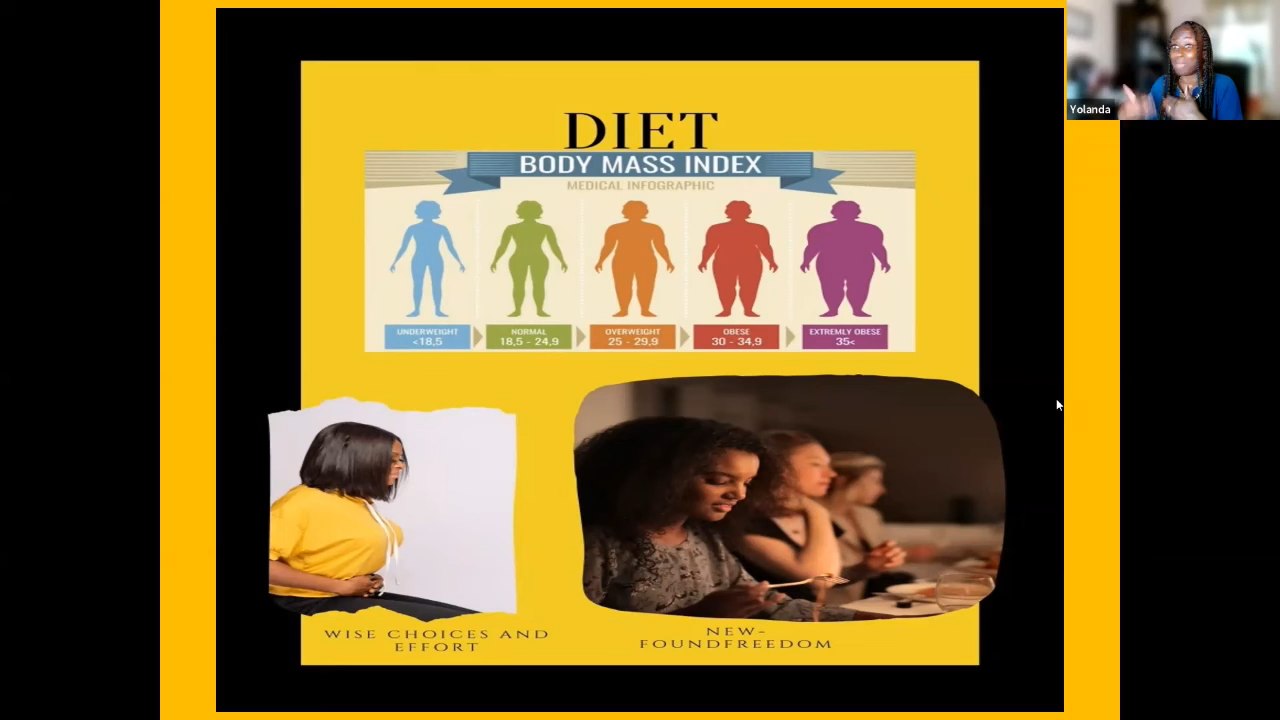 Yolanda
DIET
BODY MASS INDEX
MEDICAL INFOGRAPHIC
UNDERWEIGHT
<18,5
NORMAL
18,5 - 24,9
OVERWEIGHT
25 - 29,9
OBESE
30 - 34,9
EXTREMLY OBESE
35<
WISE CHOICES AND
EFFORT
NEW-
FOUNDFREEDOM